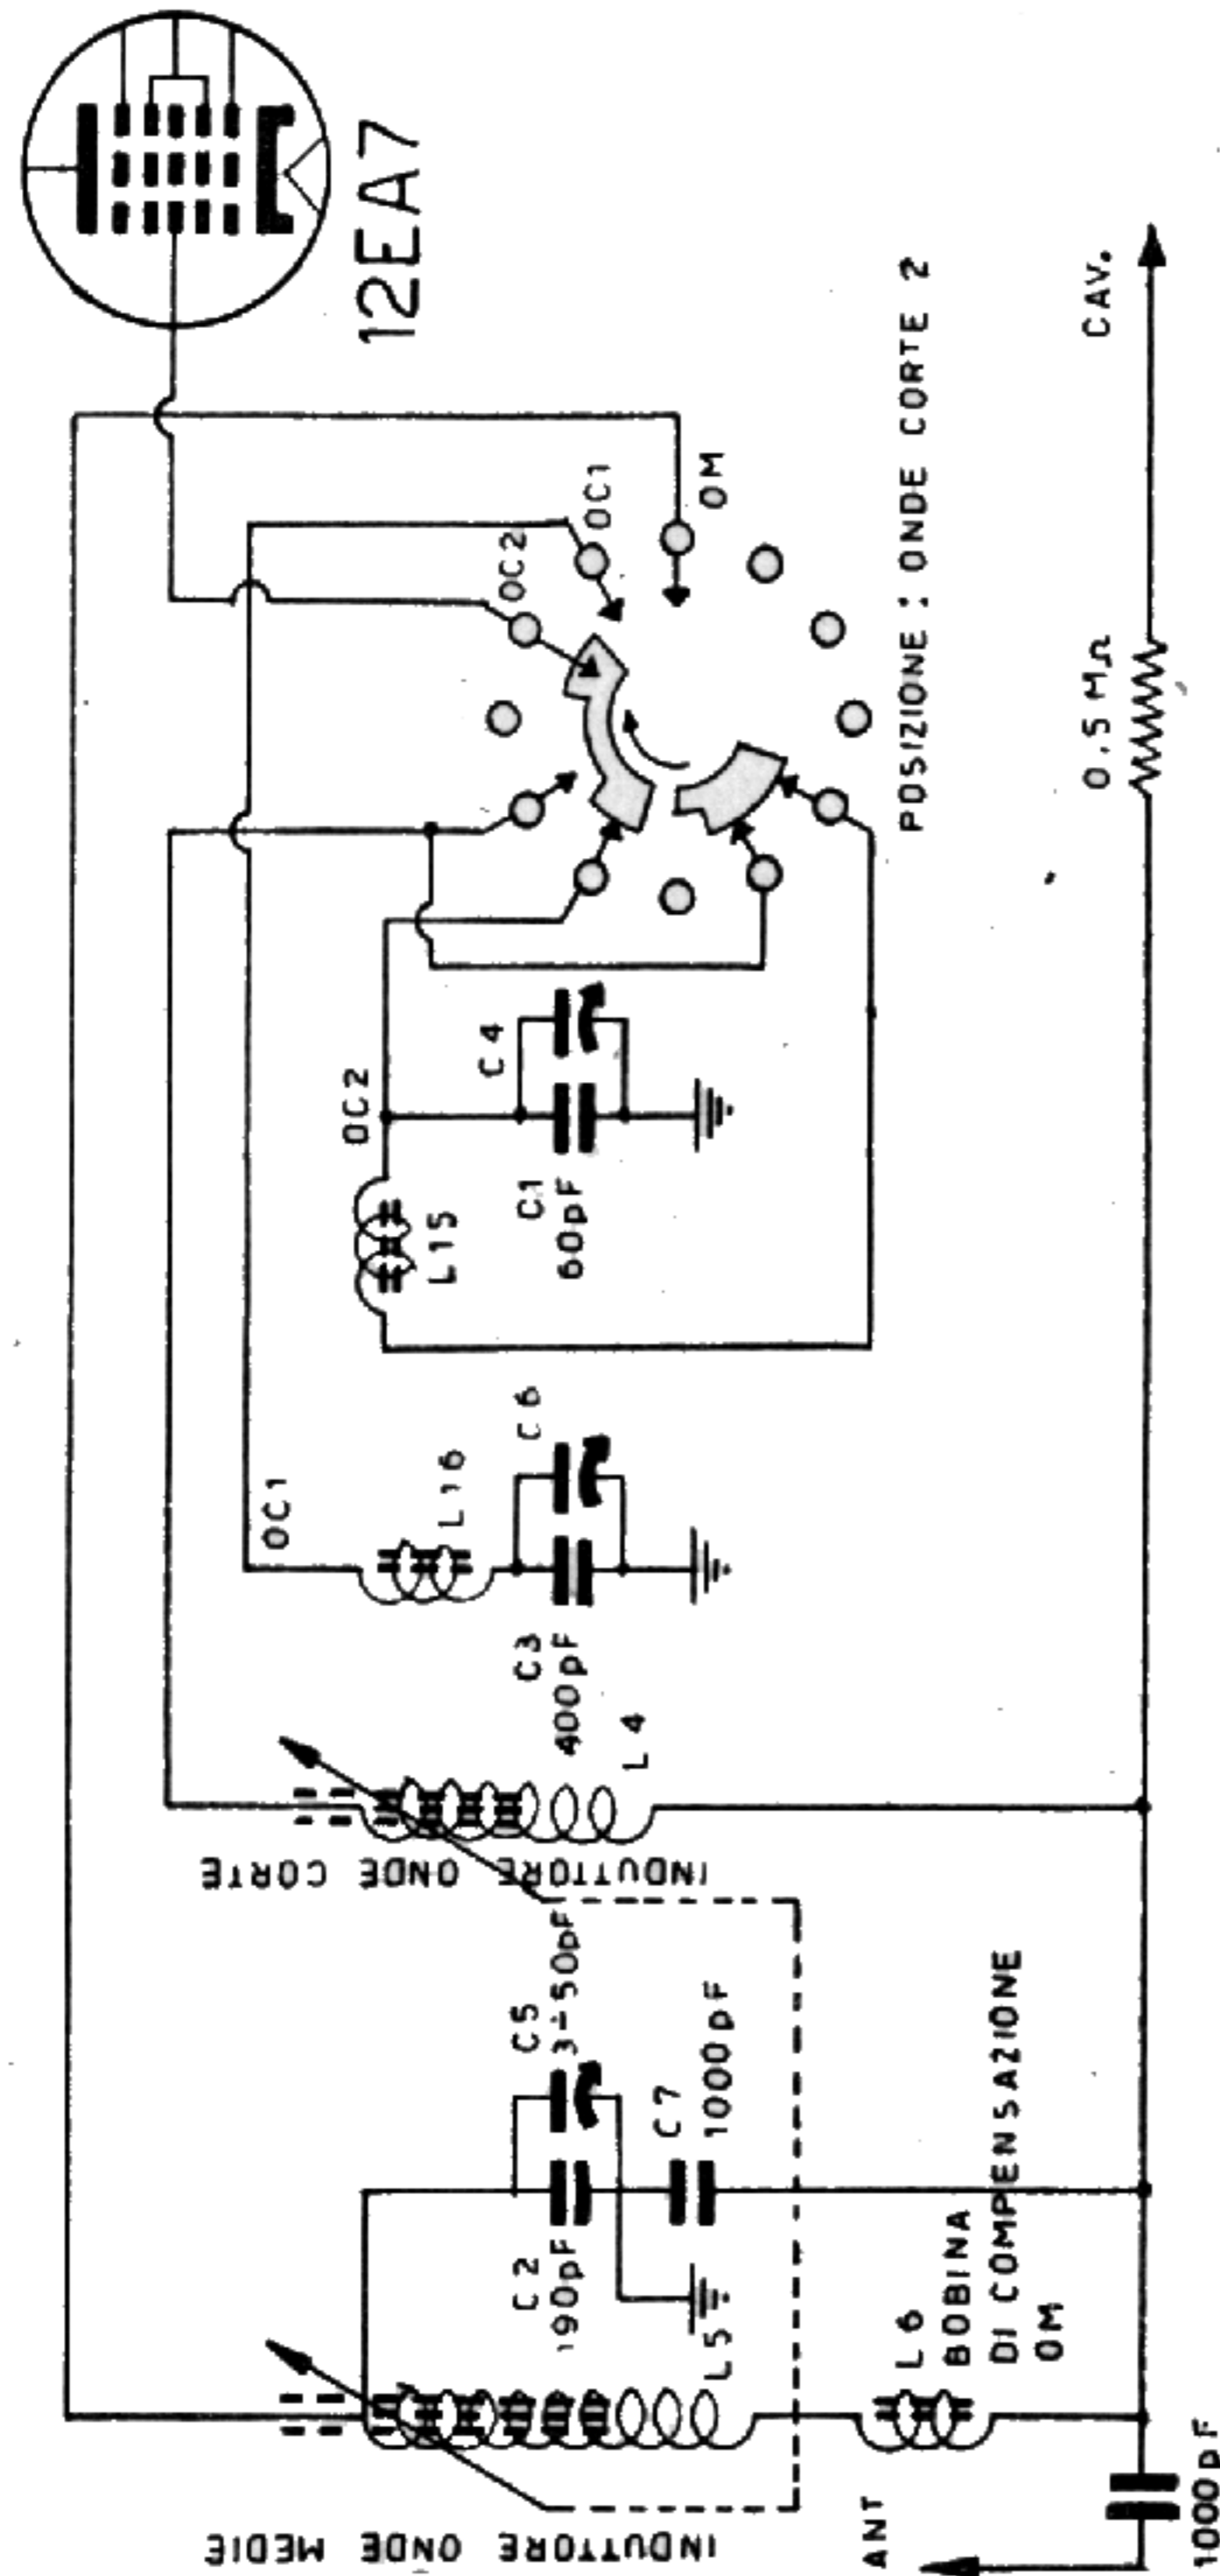 12EA7
OC2
OC1
OM
POSIZIONE : ONDE CORTE 2
CAV.
0.5 MΩ
OC2
C4
C1
60pF
L15
OC1
C6
L16
C3
400pF
L4
INDUTTORE ONDE CORTE
C5
3÷50pF
C2
190pF
C7
1000pF
L5
L6
BOBINA
DI COMPENSAZIONE
OM
INDUTTORE ONDE MEDIE
ANT
1000pF